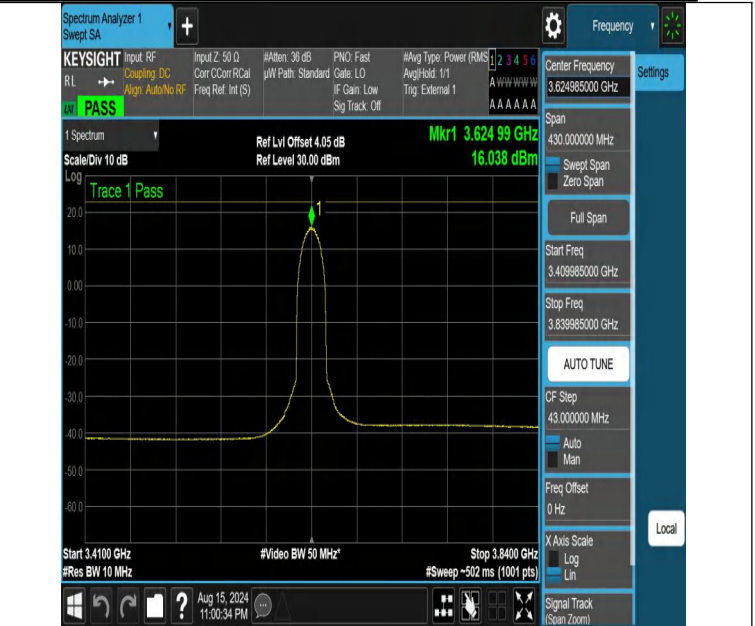 Spectrum Analyzer 1
Swept SA
+
Frequency
KEYSIGHT
RL
PASS
Input: RF
Coupling: DC
Align: Auto/No RF
Input Z: 50 Ω
Corr CCorr RCal
Freq Ref: Int (S)
#Atten: 36 dB
µW Path: Standard
PNO: Fast
Gate: LO
IF Gain: Low
Sig Track: Off
#Avg Type: Power (RMS
Avg|Hold: 1/1
Trig: External 1
1 2 3 4 5 6
A W W W W W
A A A A A A
1 Spectrum
Scale/Div 10 dB
Ref Lvl Offset 4.05 dB
Ref Level 30.00 dBm
Mkr1 3.624 99 GHz
16.038 dBm
Log
Trace 1 Pass
1
20.0
10.0
0.00
-10.0
-20.0
-30.0
-40.0
-50.0
-60.0
Start 3.4100 GHz
#Res BW 10 MHz
#Video BW 50 MHz*
Stop 3.8400 GHz
#Sweep ~502 ms (1001 pts)
Center Frequency
3.624985000 GHz
Settings
Span
430.000000 MHz
Swept Span
Zero Span
Full Span
Start Freq
3.409985000 GHz
Stop Freq
3.839985000 GHz
AUTO TUNE
CF Step
43.000000 MHz
Auto
Man
Freq Offset
0 Hz
X Axis Scale
Log
Lin
Local
Signal Track
(Span Zoom)
?
Aug 15, 2024
11:00:34 PM